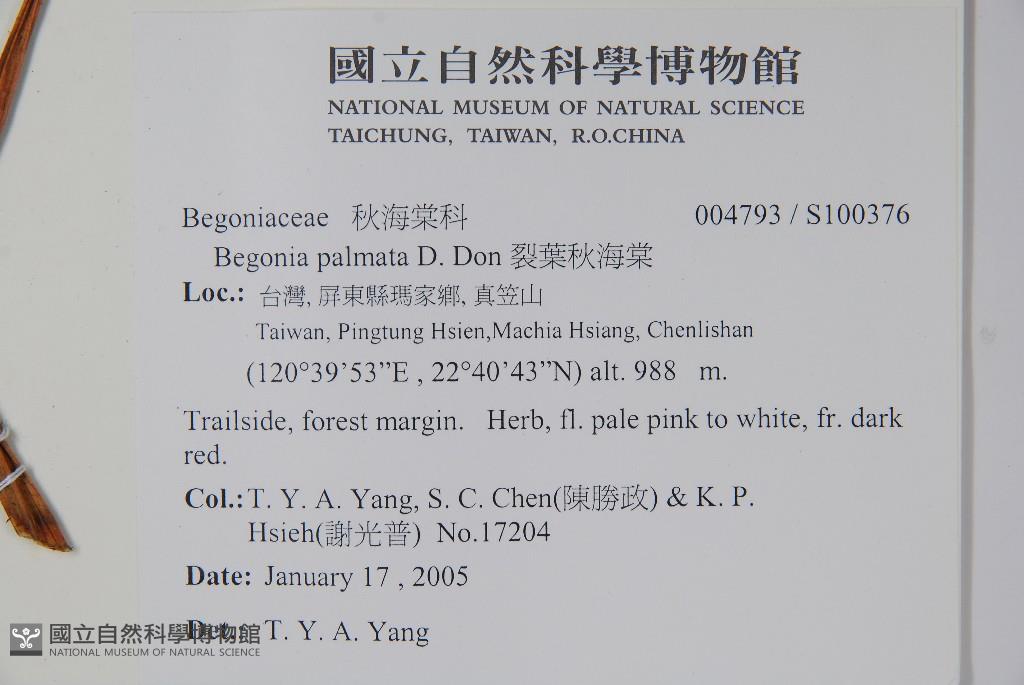 國立自然科學博物館
NATIONAL MUSEUM OF NATURAL SCIENCE
TAICHUNG, TAIWAN, R.O.CHINA
Begoniaceae 秋海棠科 004793 / S100376
Begonia palmata D. Don 裂葉秋海棠
Loc.: 台灣, 屏東縣瑪家鄉, 真笠山
Taiwan, Pingtung Hsien,Machia Hsiang, Chenlishan
(120°39’53”E , 22°40’43”N) alt. 988 m.
Trailside, forest margin. Herb, fl. pale pink to white, fr. dark
red.
Col.: T. Y. A. Yang, S. C. Chen(陳勝政) & K. P.
Hsieh(謝光普) No.17204
Date: January 17 , 2005
Det.: T. Y. A. Yang
國立自然科學博物館
NATIONAL MUSEUM OF NATURAL SCIENCE